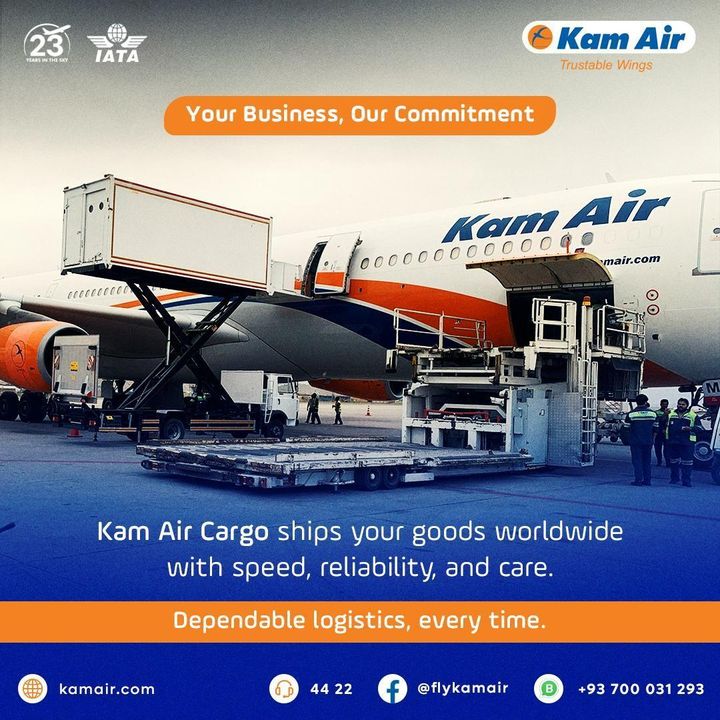 23
YEARS IN THE SKY
IATA
Kam Air
Trustable Wings
Your Business, Our Commitment
Kam Air
mair.com
M
Kam Air Cargo ships your goods worldwide
with speed, reliability, and care.
Dependable logistics, every time.
kamair.com
44 22
@flykamair
+93 700 031 293